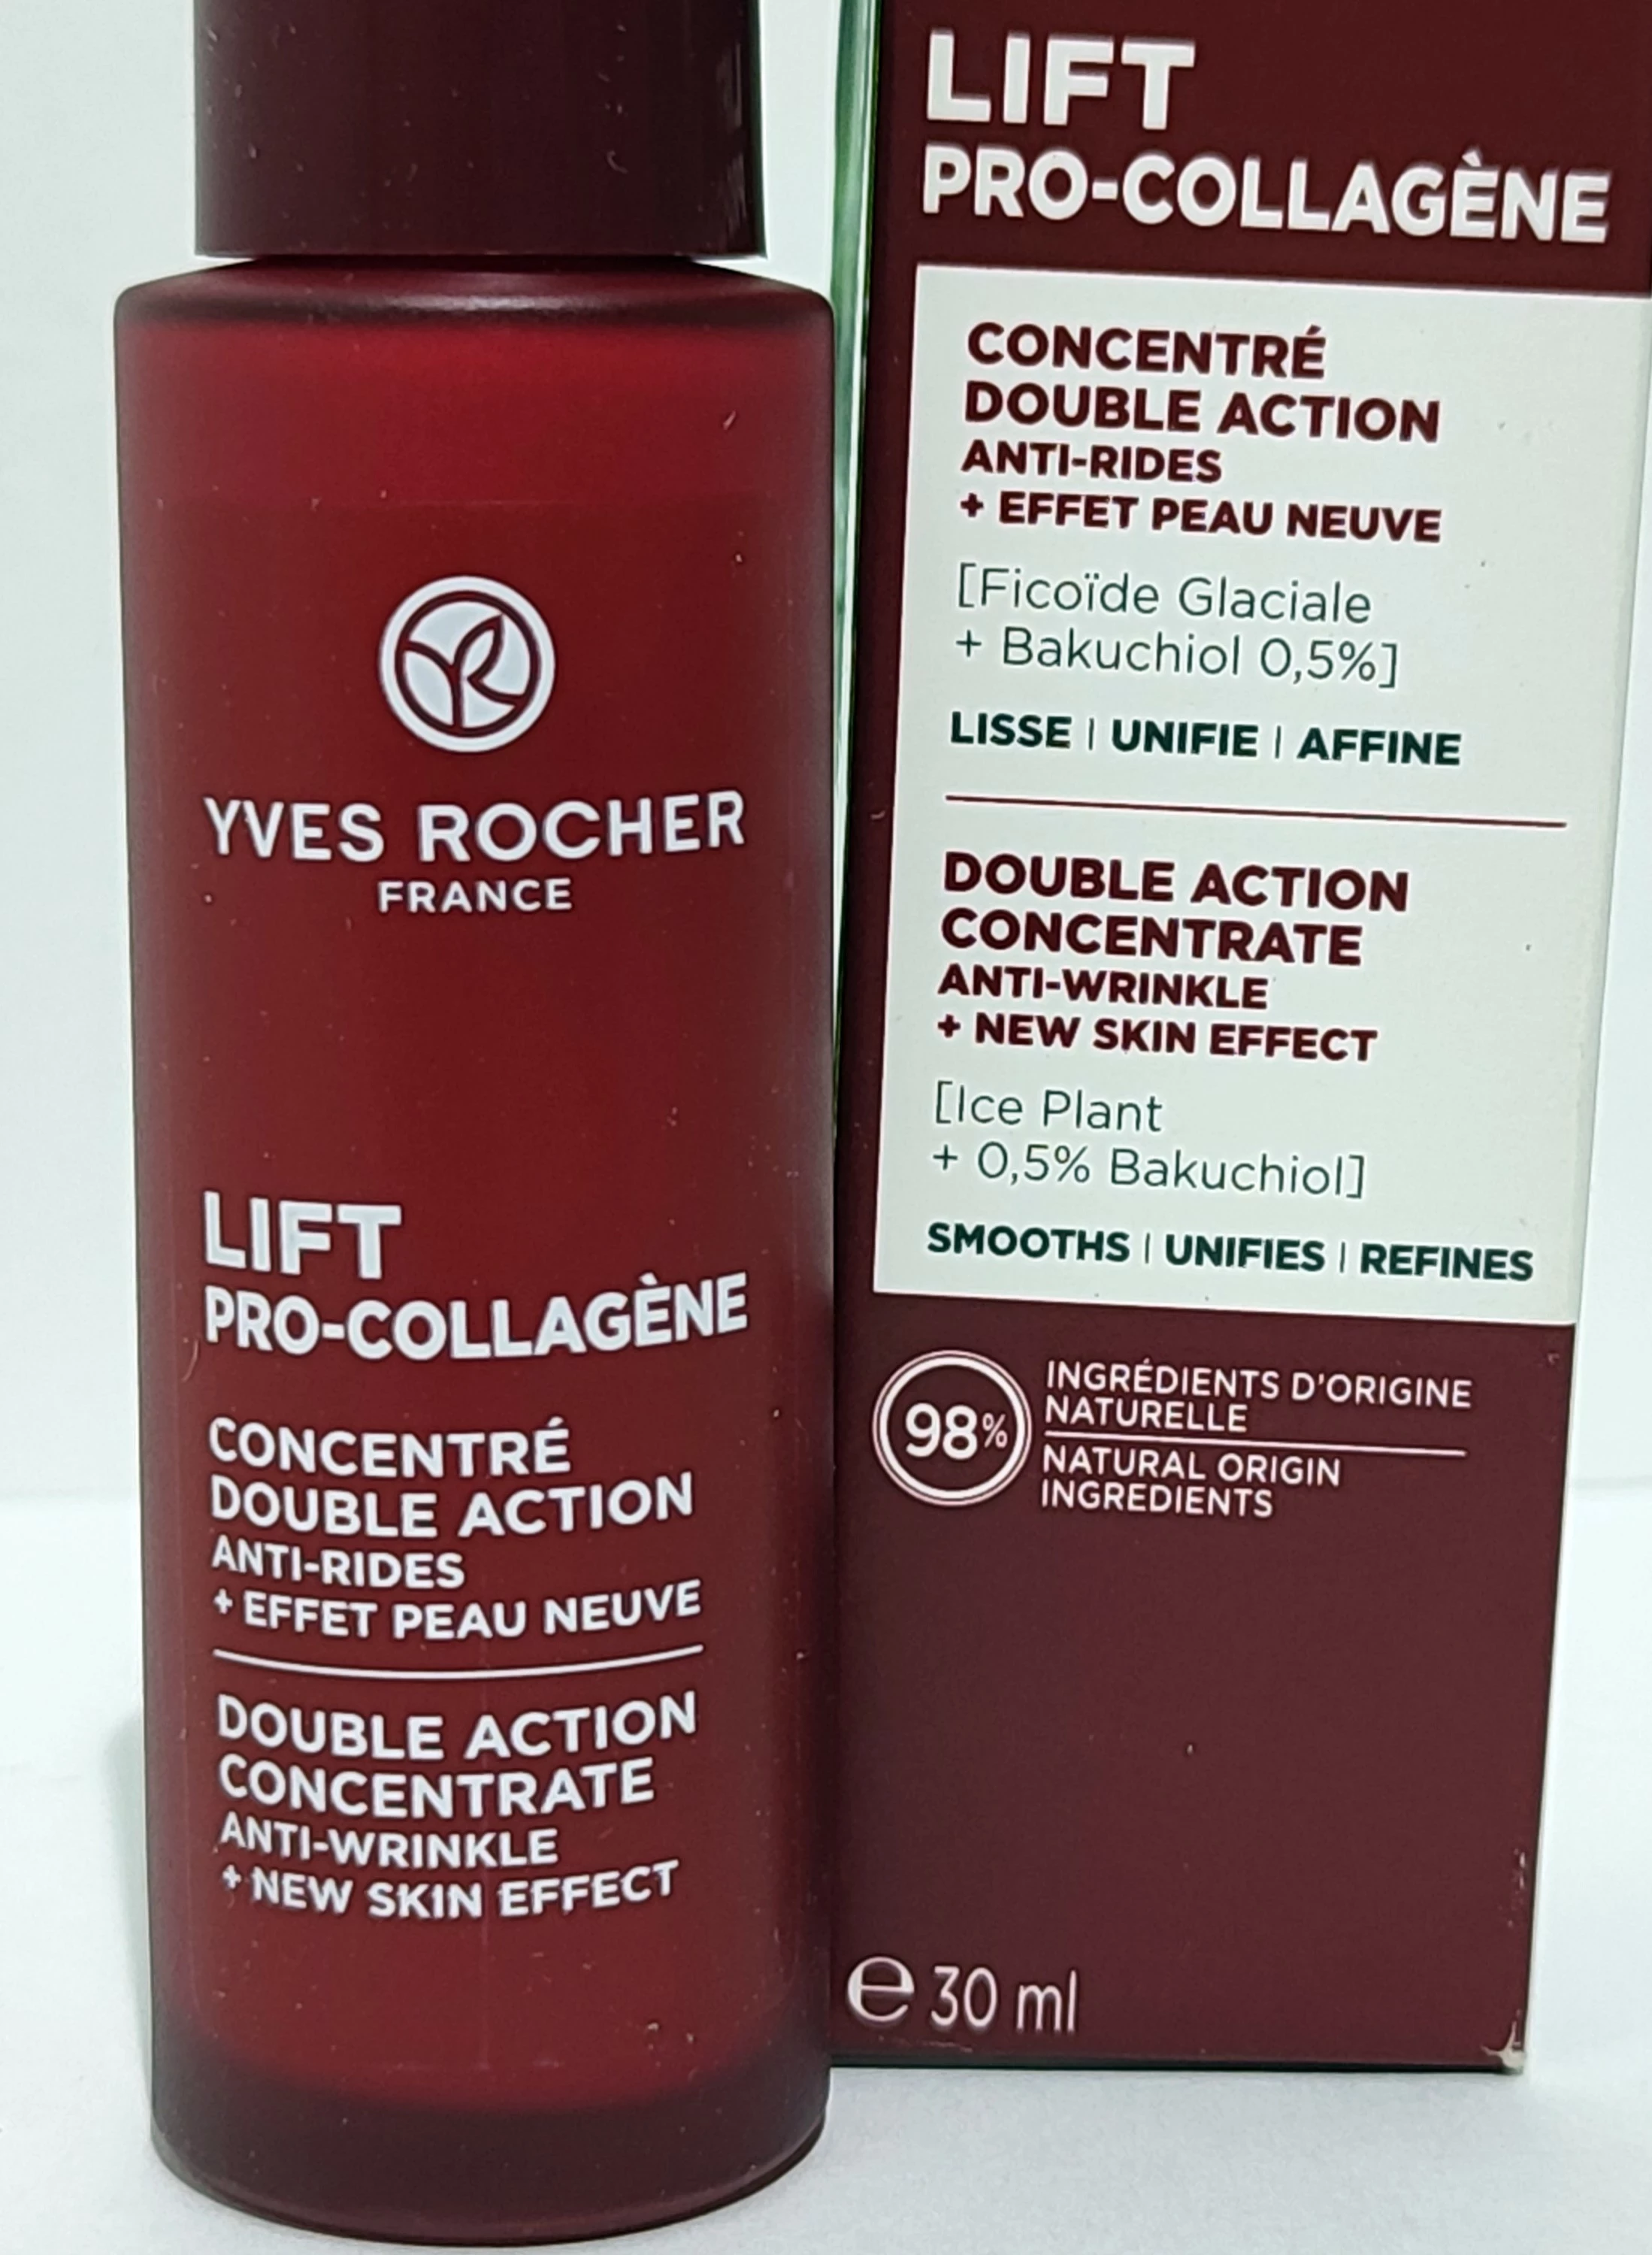 YVES ROCHER
FRANCE
LIFT
PRO-COLLAGÈNE
CONCENTRÉ
DOUBLE ACTION
ANTI-RIDES
+ EFFET PEAU NEUVE
DOUBLE ACTION
CONCENTRATE
ANTI-WRINKLE
+ NEW SKIN EFFECT
LIFT
PRO-COLLAGÈNE
CONCENTRÉ
DOUBLE ACTION
ANTI-RIDES
+ EFFET PEAU NEUVE
[Ficoïde Glaciale
+ Bakuchiol 0,5%]
LISSE | UNIFIE | AFFINE
DOUBLE ACTION
CONCENTRATE
ANTI-WRINKLE
+ NEW SKIN EFFECT
[Ice Plant
+ 0,5% Bakuchiol]
SMOOTHS | UNIFIES | REFINES
98%
INGRÉDIENTS D'ORIGINE
NATURELLE
NATURAL ORIGIN
INGREDIENTS
℮ 30 ml